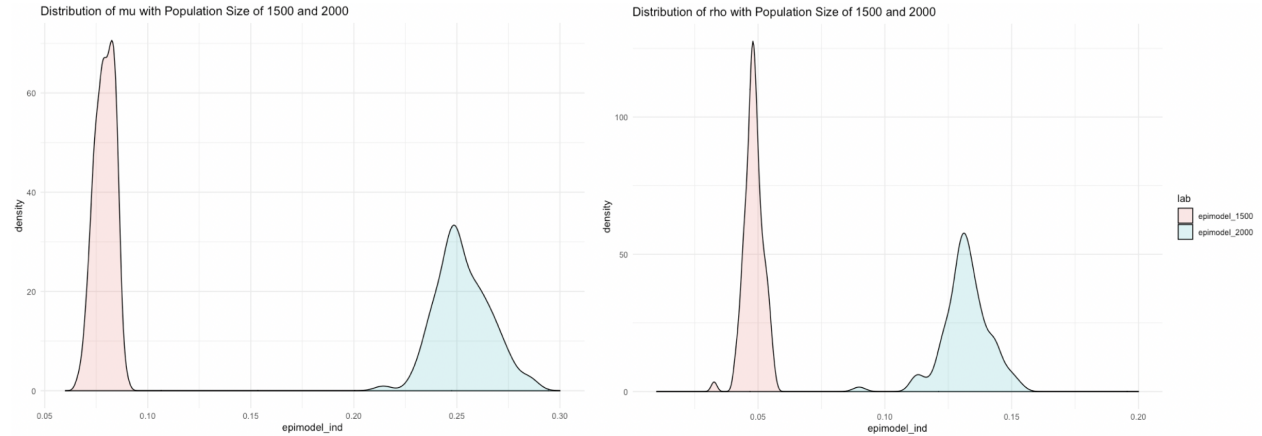 Distribution of mu with Population Size of 1500 and 2000
density
60
40
20
0
0.05 0.10 0.15 0.20 0.25 0.30
epimodel_ind
Distribution of rho with Population Size of 1500 and 2000
density
100
50
0
0.05 0.10 0.15 0.20
epimodel_ind
lab
epimodel_1500
epimodel_2000